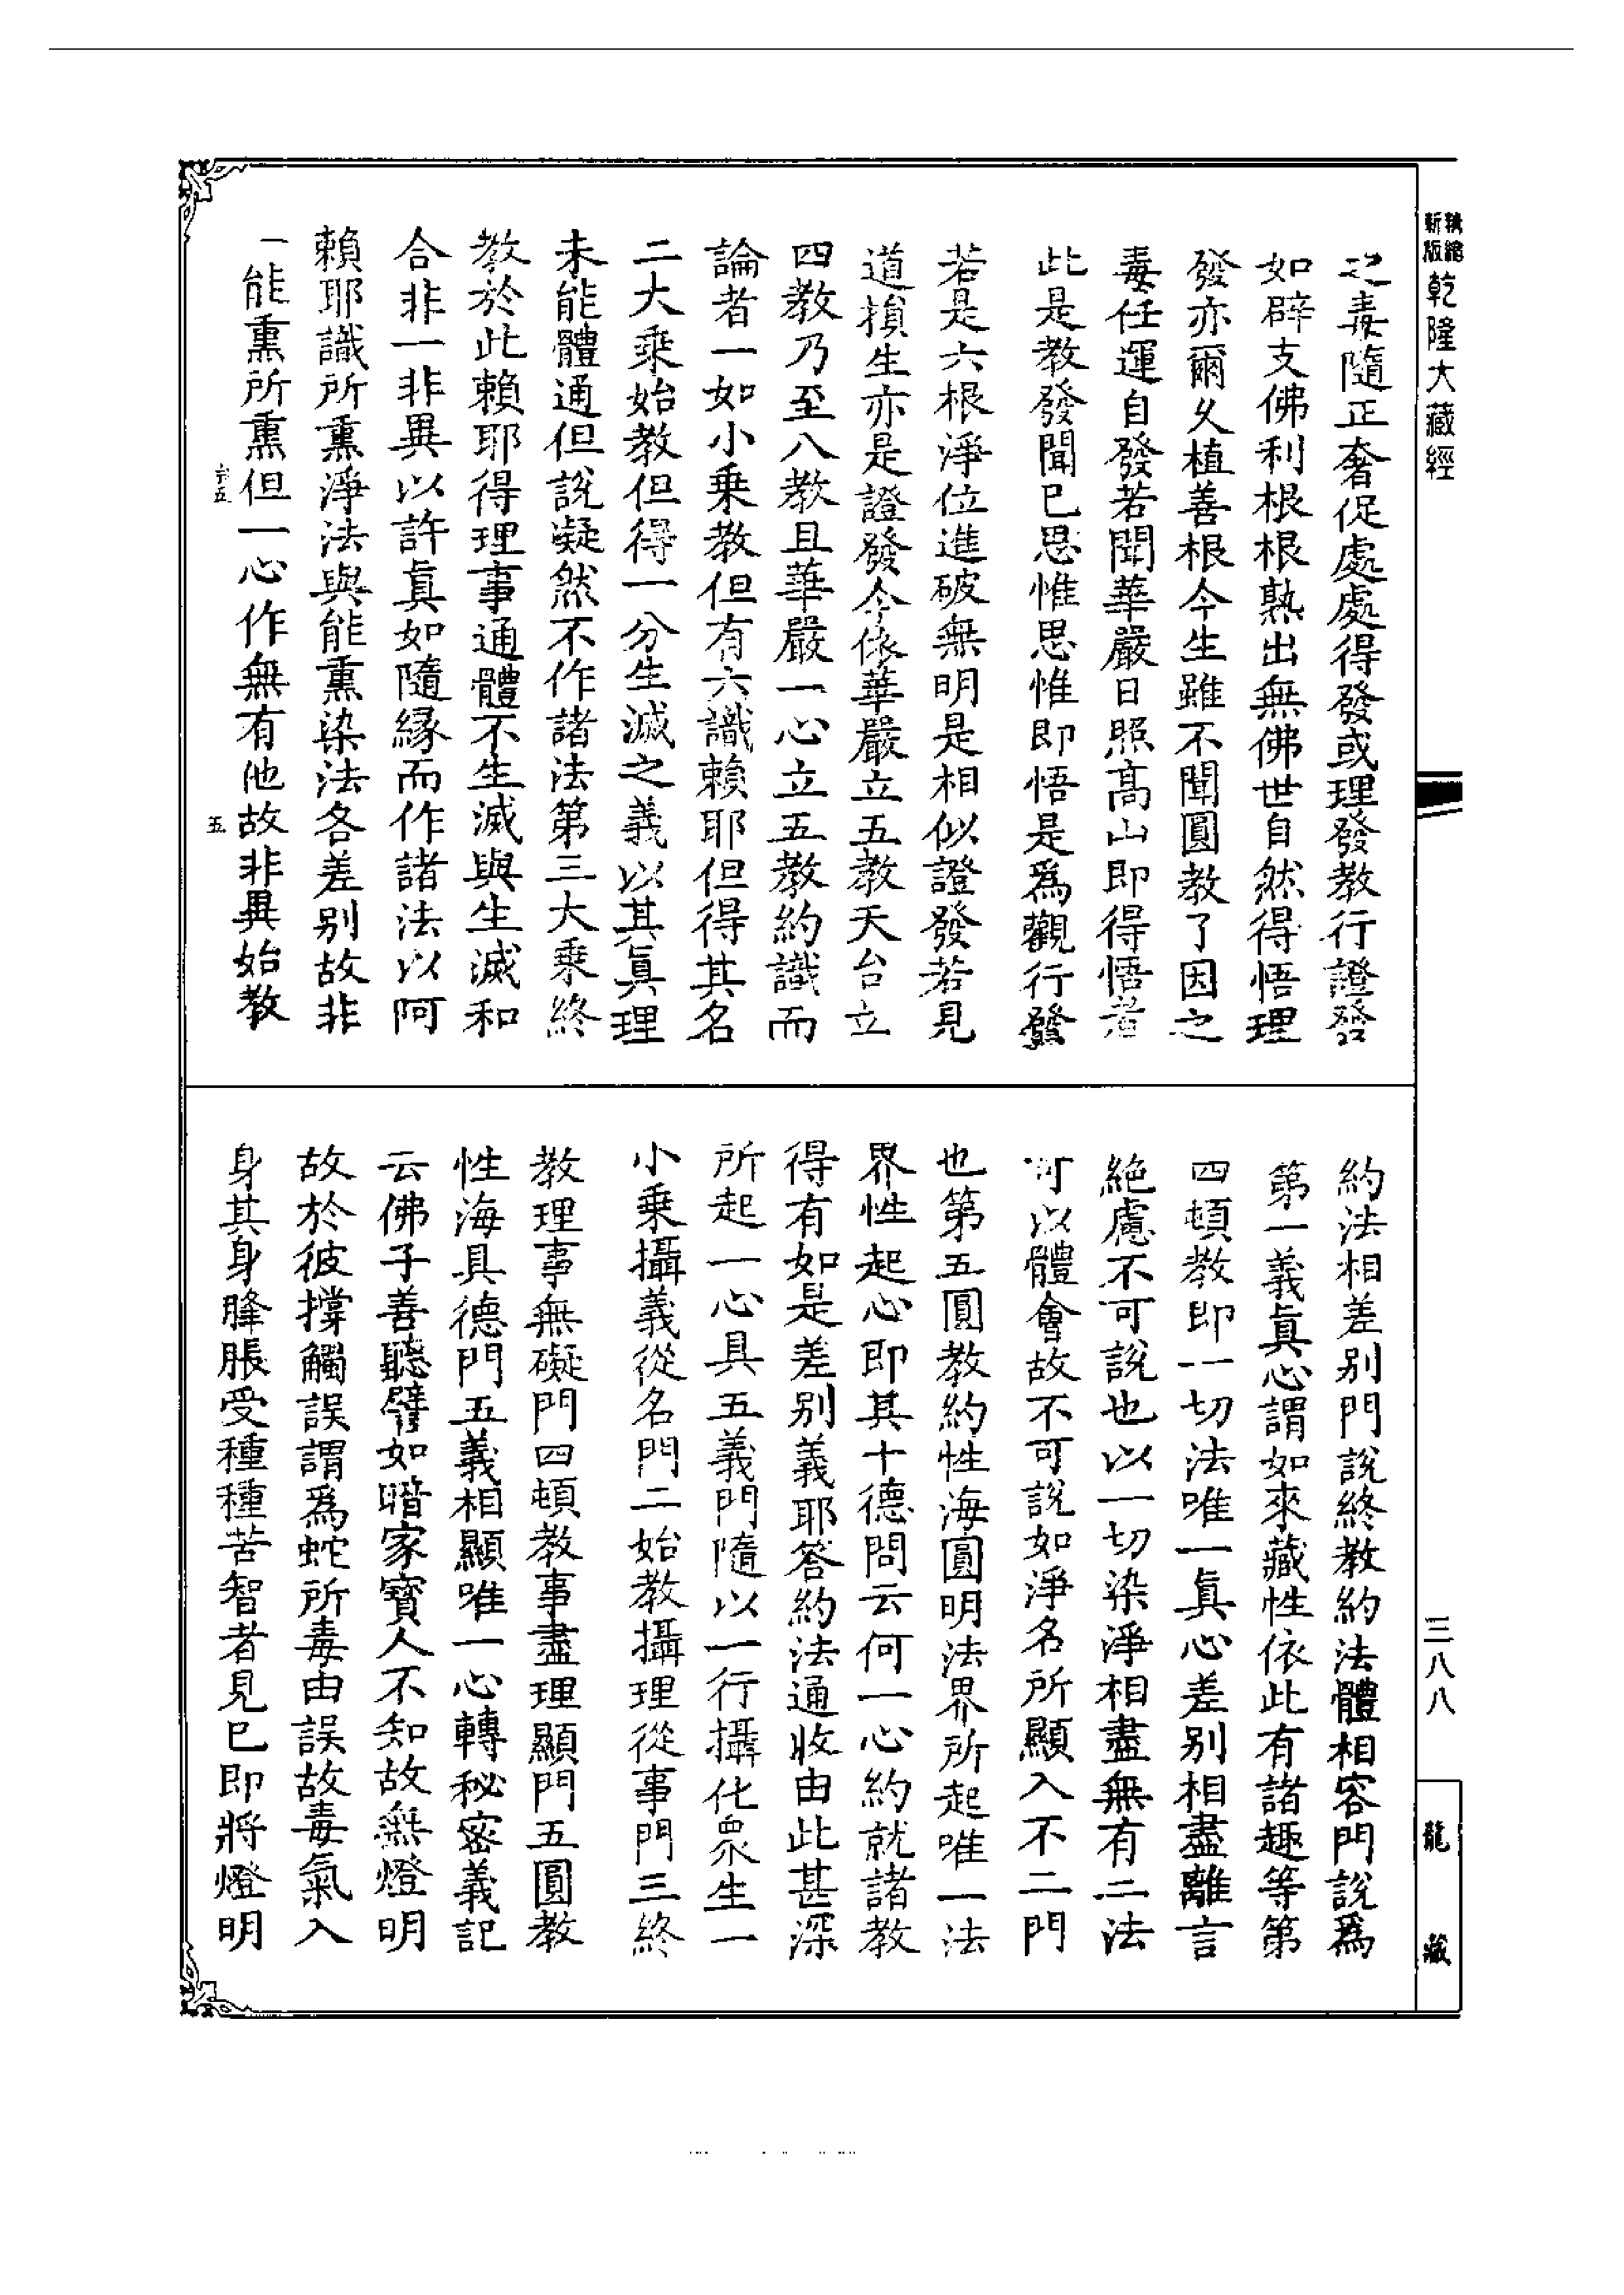 新版精縮
乾隆大藏經
三八八
龍藏
之毒隨正奢促處處得發或理發教行證發
如辟支佛利根根熟出無佛世自然得悟理
發亦爾久植善根今生雖不聞圓教了因之
毒任運自發若聞華嚴日照高山即得悟者
此是教發聞已思惟思惟即悟是爲觀行發
若是六根淨位進破無明是相似證發若見
道損生亦是證發今依華嚴立五教天台立
四教乃至八教且華嚴一心立五教約識而
論者一如小乘教但有六識賴耶但得其名
二大乘始教但得一分生滅之義以其眞理
未能體通但說凝然不作諸法第三大乘終
教於此賴耶得理事通體不生滅與生滅和
合非一非異以許眞如隨緣而作諸法以阿
賴耶識所熏淨法與能熏染法各差别故非
一能熏所熏但一心作無有他故非異始教
五
約法相差别門說終教約法體相容門說爲
第一義眞心謂如來藏性依此有諸趣等第
四頓教即一切法唯一眞心差别相盡離言
絕慮不可說也以一切染淨相盡無有二法
可以體會故不可說如淨名所顯入不二門
也第五圓教約性海圓明法界所起唯一法
界性起心即其十德問云何一心約就諸教
得有如是差别義耶答約法通收由此甚深
所起一心具五義門隨以一行攝化衆生一
小乘攝義從名門二始教攝理從事門三終
教理事無礙門四頓教事盡理顯門五圓教
性海具德門五義相顯唯一心轉秘密義記
云佛子善聽譬如暗家寳人不知故無燈明
故於彼撑觸誤謂爲蛇所毒由誤故毒氣入
身其身膖脹受種種苦智者見已即將燈明